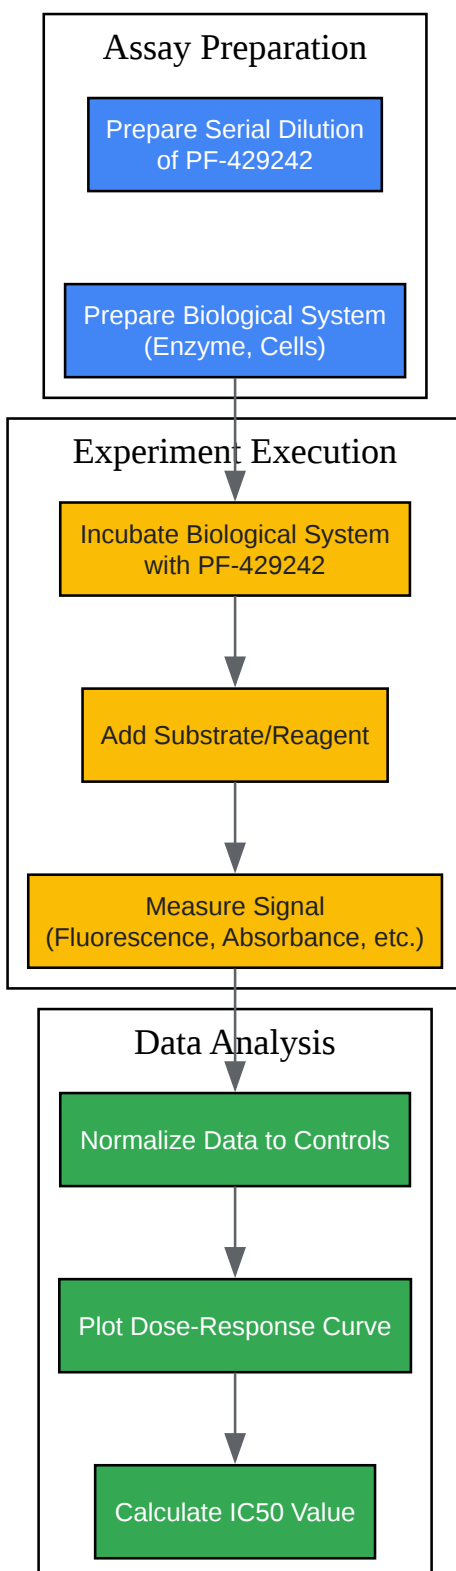 Assay Preparation
Prepare Serial Dilution
of PF-429242
Prepare Biological System
(Enzyme, Cells)
Experiment Execution
Incubate Biological System
with PF-429242
Add Substrate/Reagent
Measure Signal
(Fluorescence, Absorbance, etc.)
Data Analysis
Normalize Data to Controls
Plot Dose-Response Curve
Calculate IC50 Value